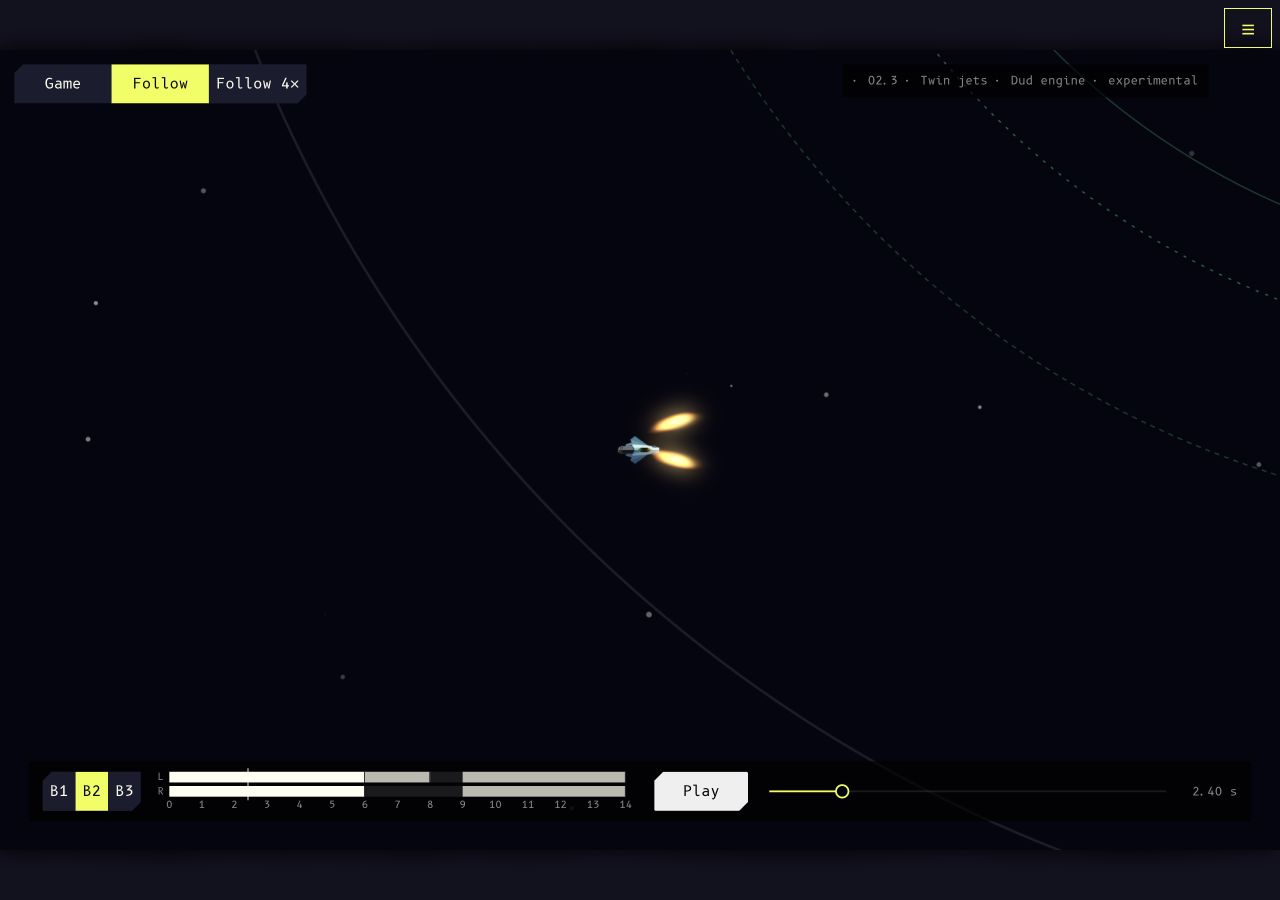 ≡
Game Follow Follow 4×
· 02.3 · Twin jets · Dud engine · experimental
B1 B2 B3
L
R
0 1 2 3 4 5 6 7 8 9 10 11 12 13 14
Play
2.40 s